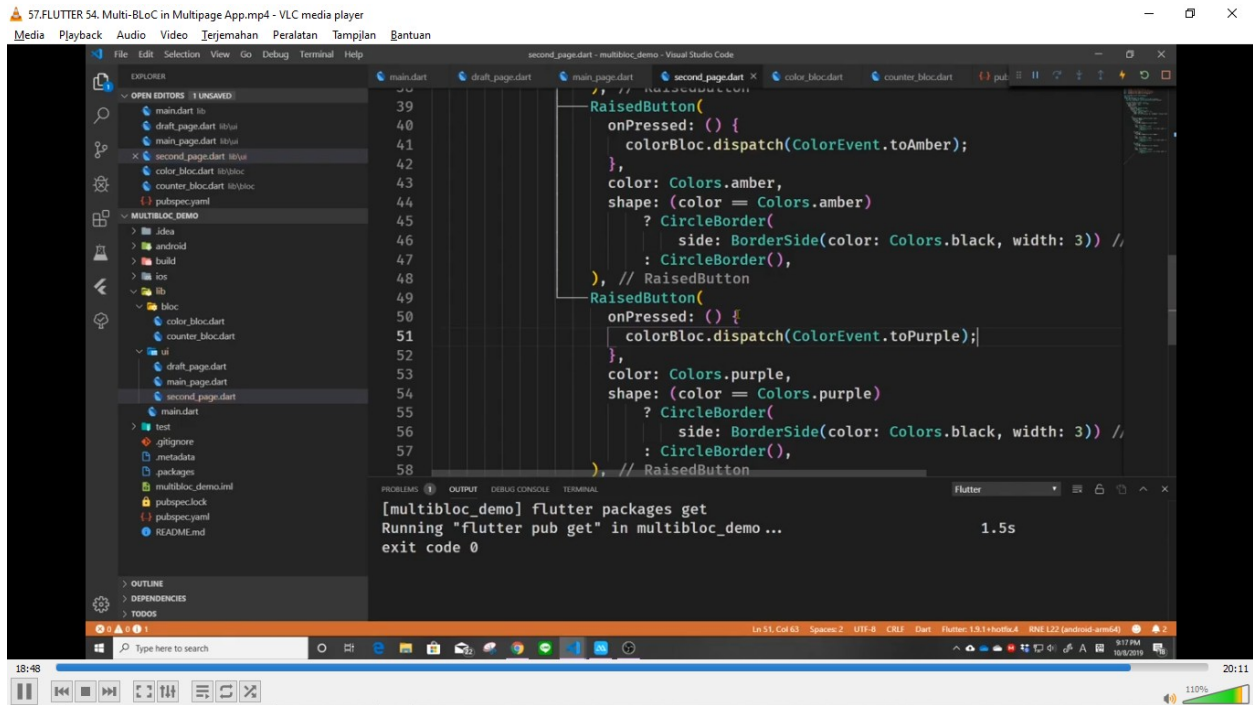 57.FLUTTER 54. Multi-BLoC in Multipage App.mp4 - VLC media player
Media Playback Audio Video Terjemahan Peralatan Tampilan Bantuan
File Edit Selection View Go Debug Terminal Help
second_page.dart - multibloc_demo - Visual Studio Code
EXPLORER
main.dart draft_page.dart main_page.dart second_page.dart color_bloc.dart counter_bloc.dart {} pub
OPEN EDITORS 1 UNSAVED
main.dart lib
draft_page.dart lib\ui
main_page.dart lib\ui
second_page.dart lib\ui
color_bloc.dart lib\bloc
counter_bloc.dart lib\bloc
{} pubspec.yaml
MULTIBLOC_DEMO
.idea
android
build
ios
lib
bloc
color_bloc.dart
counter_bloc.dart
ui
draft_page.dart
main_page.dart
second_page.dart
main.dart
test
.gitignore
.metadata
.packages
multibloc_demo.iml
pubspec.lock
{} pubspec.yaml
README.md
OUTLINE
DEPENDENCIES
TODOS
38 ), // RaisedButton
39 RaisedButton(
40 onPressed: () {
41 colorBloc.dispatch(ColorEvent.toAmber);
42 },
43 color: Colors.amber,
44 shape: (color == Colors.amber)
45 ? CircleBorder(
46 side: BorderSide(color: Colors.black, width: 3)) //
47 : CircleBorder(),
48 ), // RaisedButton
49 RaisedButton(
50 onPressed: () {
51 colorBloc.dispatch(ColorEvent.toPurple);
52 },
53 color: Colors.purple,
54 shape: (color == Colors.purple)
55 ? CircleBorder(
56 side: BorderSide(color: Colors.black, width: 3)) //
57 : CircleBorder(),
58 ), // RaisedButton
PROBLEMS 1 OUTPUT DEBUG CONSOLE TERMINAL Flutter
[multibloc_demo] flutter packages get
Running "flutter pub get" in multibloc_demo... 1.5s
exit code 0
0 0 1 Ln 51, Col 63 Spaces: 2 UTF-8 CRLF Dart Flutter: 1.9.1+hotfix.4 RNE L22 (android-arm64) 2
Type here to search
9:17 PM
10/8/2019
18:48 20:11
110%